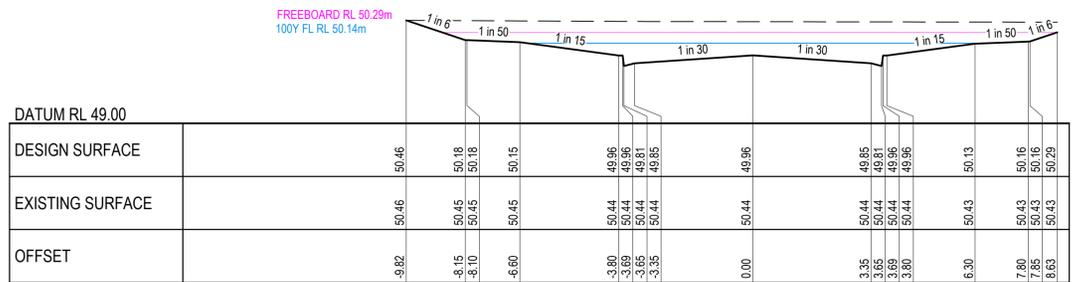 FREEBOARD RL 50.29m
100Y FL RL 50.14m
1 in 6
1 in 50
1 in 15
1 in 30
1 in 30
1 in 15
1 in 50
1 in 6
DATUM RL 49.00
DESIGN SURFACE 50.46 50.18 50.18 50.15 49.96 49.96 49.81 49.85 49.96 49.85 49.81 49.96 49.96 50.13 50.16 50.16 50.29
EXISTING SURFACE 50.46 50.45 50.45 50.45 50.44 50.44 50.44 50.44 50.44 50.44 50.44 50.44 50.44 50.43 50.43 50.43 50.43
OFFSET -9.82 -8.15 -8.10 -6.60 -3.80 -3.69 -3.65 -3.35 0.00 3.35 3.65 3.69 3.80 6.30 7.80 7.85 8.63